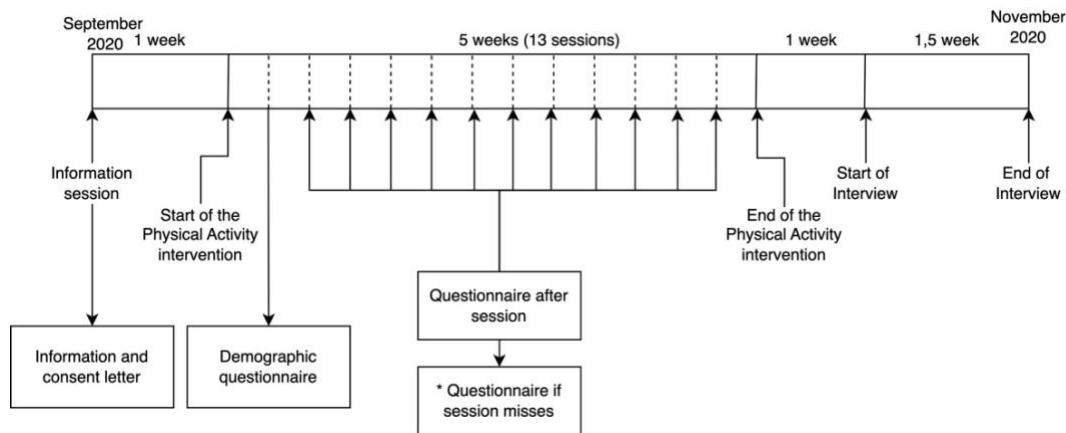 September
2020
1 week
5 weeks (13 sessions)
1 week
1,5 week
November
2020
Information
session
Start of the
Physical Activity
intervention
End of the
Physical Activity
intervention
Start of
Interview
End of
Interview
Information and
consent letter
Demographic
questionnaire
Questionnaire after
session
* Questionnaire if
session misses